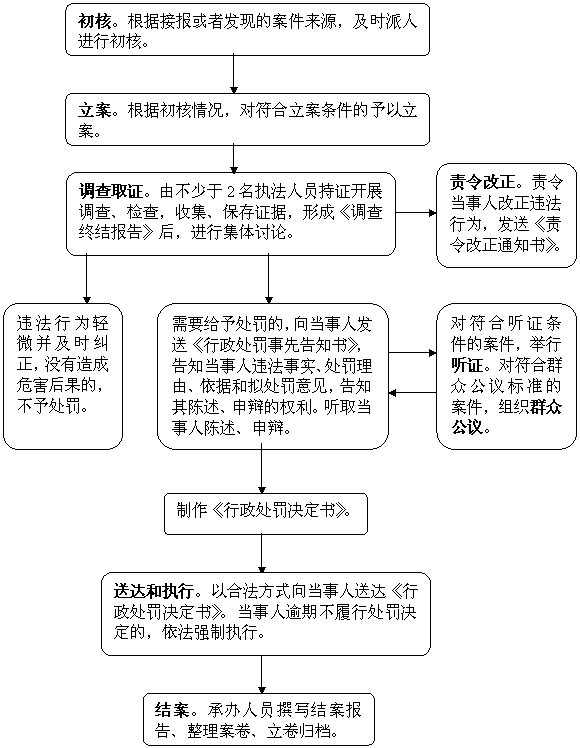 初核。根据接报或者发现的案件来源，及时派人
进行初核。
立案。根据初核情况，对符合立案条件的予以立
案。
调查取证。由不少于2名执法人员持证开展
调查、检查，收集、保存证据，形成《调查
终结报告》后，进行集体讨论。
责令改正。责令
当事人改正违法
行为，发送《责
令改正通知书》。
违法行为轻
微并及时纠
正，没有造成
危害后果的，
不予处罚。
需要给予处罚的，向当事人发
送《行政处罚事先告知书》，
告知当事人违法事实、处罚理
由、依据和拟处罚意见，告知
其陈述、申辩的权利。听取当
事人陈述、申辩。
对符合听证条
件的案件，举行
听证。对符合群
众公议标准的
案件，组织群众
公议。
制作《行政处罚决定书》。
送达和执行。以合法方式向当事人送达《行
政处罚决定书》。当事人逾期不履行处罚决
定的，依法强制执行。
结案。承办人员撰写结案报
告、整理案卷、立卷归档。